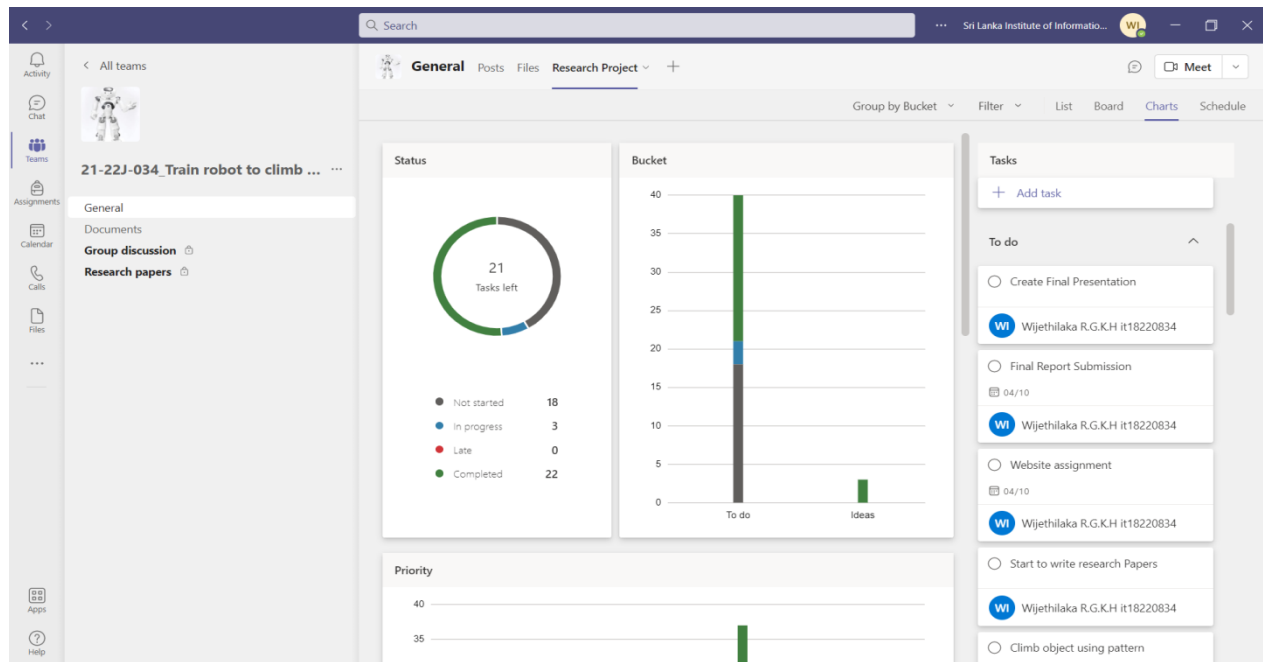 Search
Sri Lanka Institute of Informatio...
WI
Activity
Chat
Teams
Assignments
Calendar
Calls
Files
Apps
Help
All teams
21-22J-034_Train robot to climb ...
General
Documents
Group discussion
Research papers
General Posts Files Research Project
Meet
Group by Bucket Filter List Board Charts Schedule
Status
21
Tasks left
Not started 18
In progress 3
Late 0
Completed 22
Bucket
40
35
30
25
20
15
10
5
0
To do Ideas
Priority
40
35
Tasks
Add task
To do
Create Final Presentation
WI Wijethilaka R.G.K.H it18220834
Final Report Submission
04/10
WI Wijethilaka R.G.K.H it18220834
Website assignment
04/10
WI Wijethilaka R.G.K.H it18220834
Start to write research Papers
WI Wijethilaka R.G.K.H it18220834
Climb object using pattern